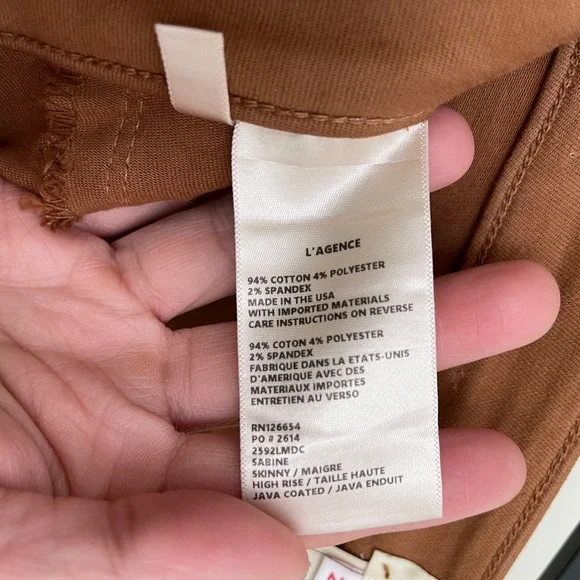 L'AGENCE
94% COTTON 4% POLYESTER
2% SPANDEX
MADE IN THE USA
WITH IMPORTED MATERIALS
CARE INSTRUCTIONS ON REVERSE
94% COTON 4% POLYESTER
2% SPANDEX
FABRIQUE DANS LA ETATS-UNIS
D'AMERIQUE AVEC DES
MATERIAUX IMPORTES
ENTRETIEN AU VERSO
RN126654
PO # 2614
2592LMDC
SABINE
SKINNY / MAIGRE
HIGH RISE / TAILLE HAUTE
JAVA COATED / JAVA ENDUIT